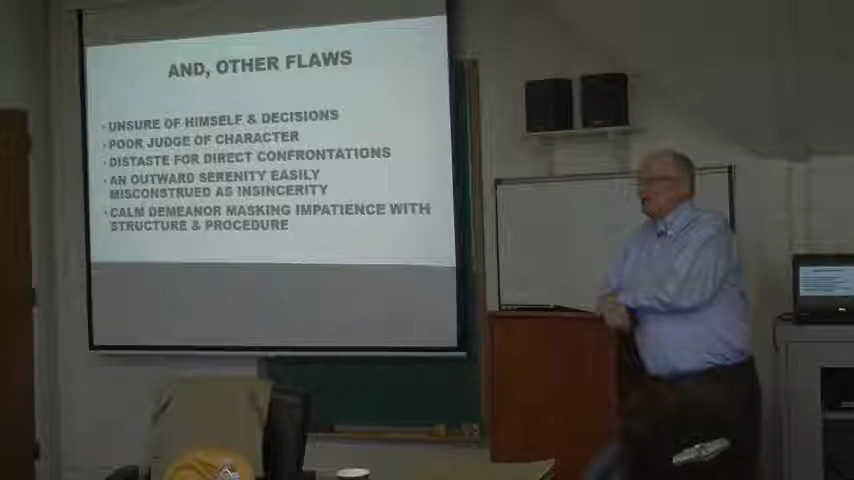 AND, OTHER FLAWS
• UNSURE OF HIMSELF & DECISIONS
• POOR JUDGE OF CHARACTER
• DISTASTE FOR DIRECT CONFRONTATIONS
• AN OUTWARD SERENITY EASILY
MISCONSTRUED AS INSINCERITY
• CALM DEMEANOR MASKING IMPATIENCE WITH
STRUCTURE & PROCEDURE